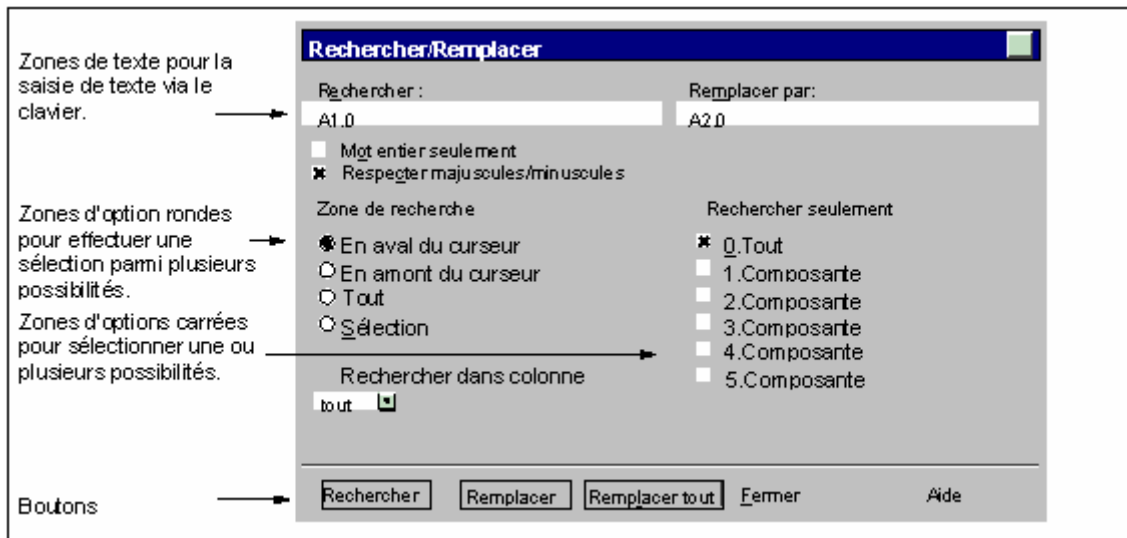 Zones de texte pour la
saisie de texte via le
clavier.
Zones d'option rondes
pour effectuer une
sélection parmi plusieurs
possibilités.
Zones d'options carrées
pour sélectionner une ou
plusieurs possibilités.
Boutons
Rechercher/Remplacer
Rechercher :
Remplacer par:
A1.0
A2.0
Mot entier seulement
Respecter majuscules/minuscules
Zone de recherche
Rechercher seulement
En aval du curseur
En amont du curseur
Tout
Sélection
0.Tout
1.Composante
2.Composante
3.Composante
4.Composante
5.Composante
Rechercher dans colonne
tout
Rechercher
Remplacer
Remplacer tout
Fermer
Aide